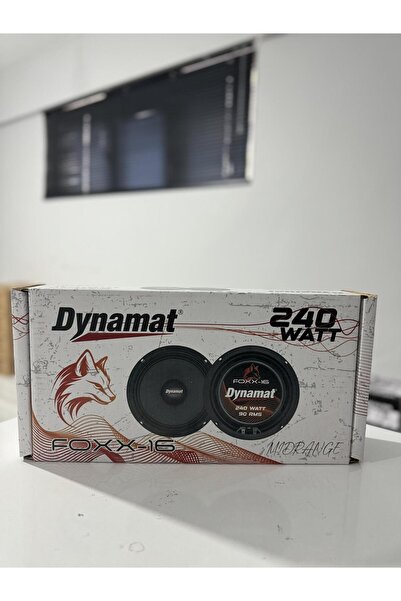 Dynamat®
240
WATT
Dynamat
FOXX-16
Dynamat
240 WATT
90 RMS
FOXX-16
MIDRANGE